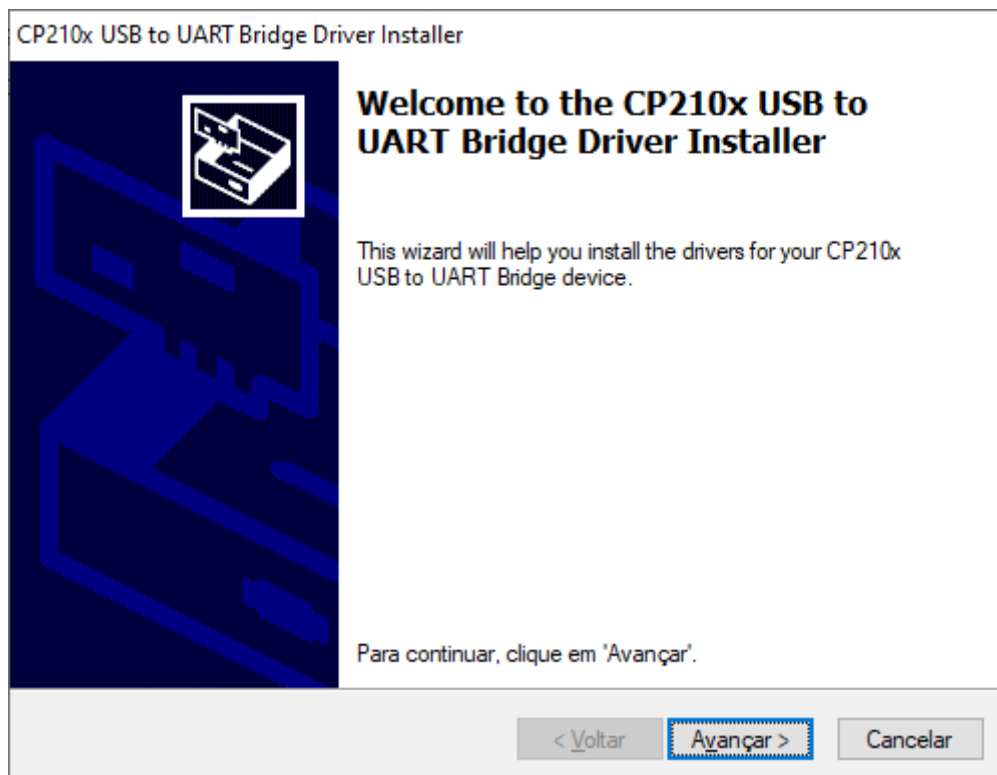 CP210x USB to UART Bridge Driver Installer
Welcome to the CP210x USB to
UART Bridge Driver Installer
This wizard will help you install the drivers for your CP210x
USB to UART Bridge device.
Para continuar, clique em 'Avançar'.
< Voltar
Avançar >
Cancelar